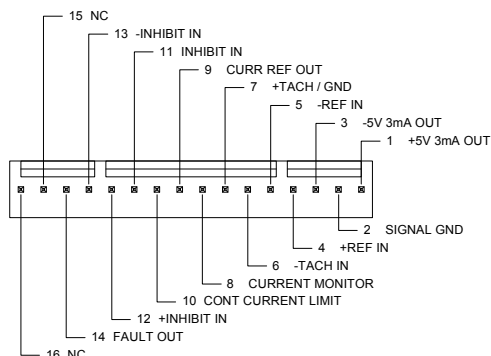 15 NC
13 -INHIBIT IN
11 INHIBIT IN
9 CURR REF OUT
7 +TACH / GND
5 -REF IN
3 -5V 3mA OUT
1 +5V 3mA OUT
2 SIGNAL GND
4 +REF IN
6 -TACH IN
8 CURRENT MONITOR
10 CONT CURRENT LIMIT
12 +INHIBIT IN
14 FAULT OUT
16 NC